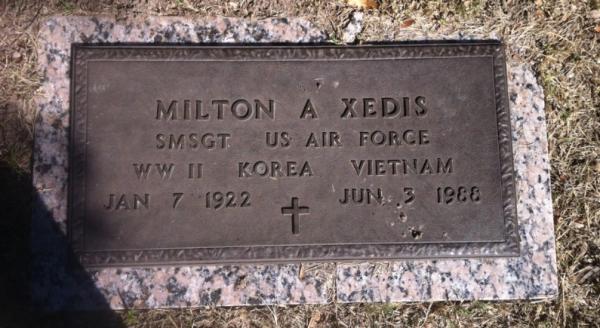 MILTON A XEDIS
SMSGT US AIR FORCE
WW II KOREA VIETNAM
JAN 7 1922 JUN 3 1988